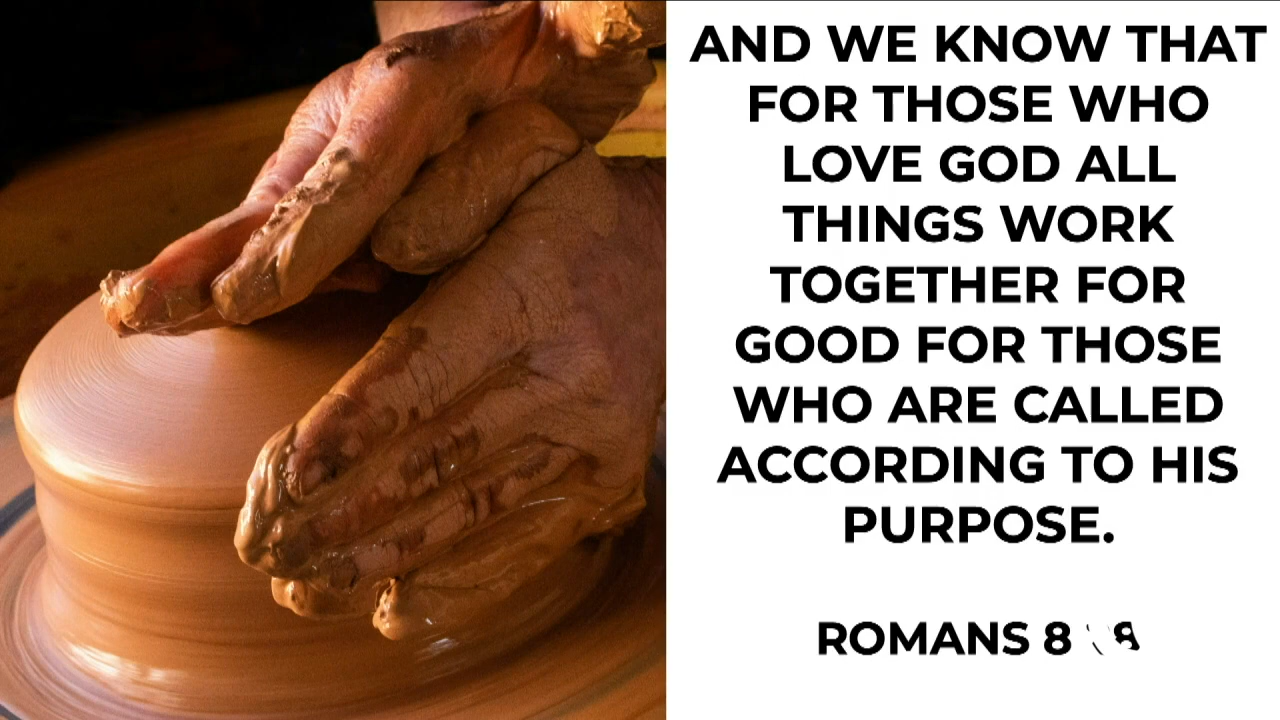 AND WE KNOW THAT
FOR THOSE WHO
LOVE GOD ALL
THINGS WORK
TOGETHER FOR
GOOD FOR THOSE
WHO ARE CALLED
ACCORDING TO HIS
PURPOSE.
ROMANS 8